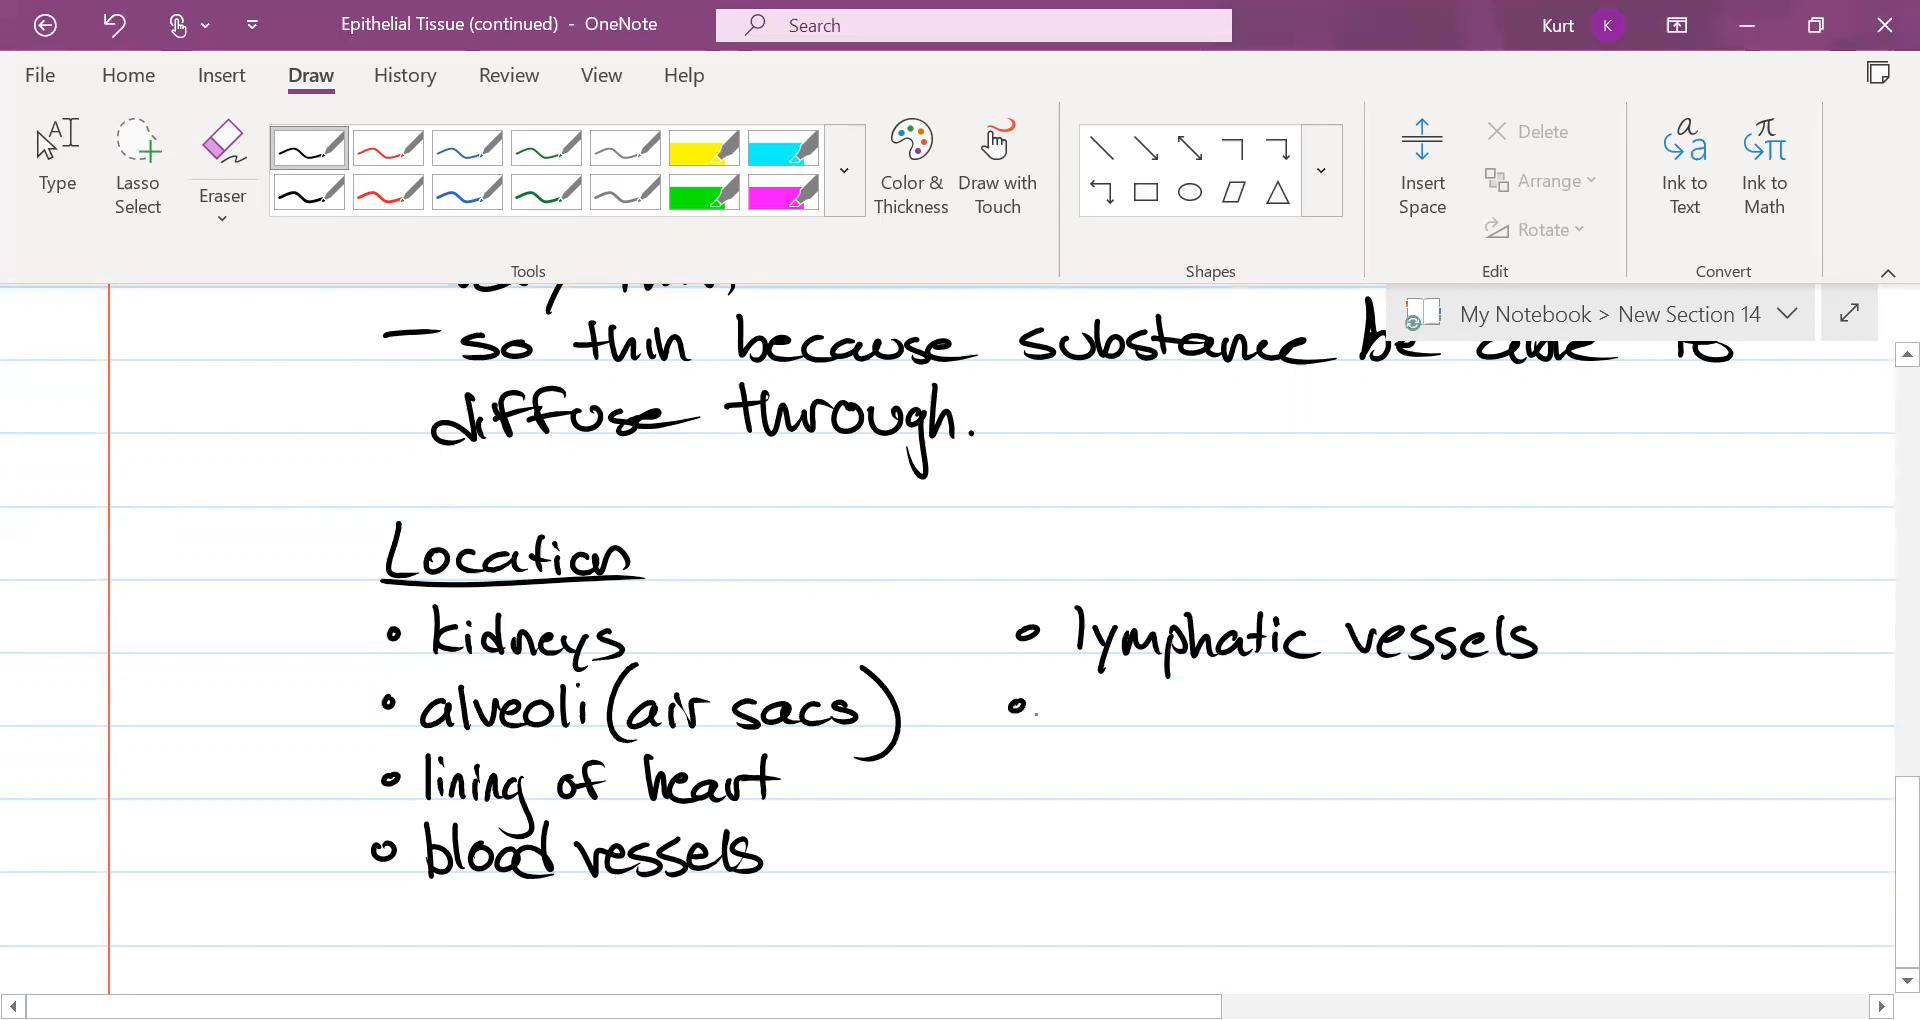 Epithelial Tissue (continued) - OneNote
Search
Kurt
K
File
Home
Insert
Draw
History
Review
View
Help
Type
Lasso
Select
Eraser
Color &
Thickness
Draw with
Touch
Tools
Shapes
Insert
Space
Delete
Arrange
Rotate
Edit
Ink to
Text
Ink to
Math
Convert
My Notebook > New Section 14
— so thin because substance be able to
diffuse through.
Location
• kidneys
• alveoli (air sacs)
• lining of heart
• blood vessels
• lymphatic vessels
•